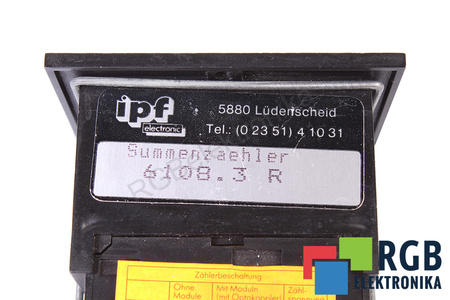 ipf
electronic
5880 Lüdenscheid
Tel.: (0 23 51) 4 10 31
Summenzaehler
6108.3 R
Zählerbeschaltung
Ohne Module
Mit Modulen (mit Optokoppler)
Zähl-
RGB
ELEKTRONIKA